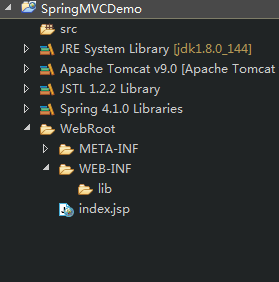 SpringMVCDemo
src
JRE System Library [jdk1.8.0_144]
Apache Tomcat v9.0 [Apache Tomcat
JSTL 1.2.2 Library
Spring 4.1.0 Libraries
WebRoot
META-INF
WEB-INF
lib
index.jsp